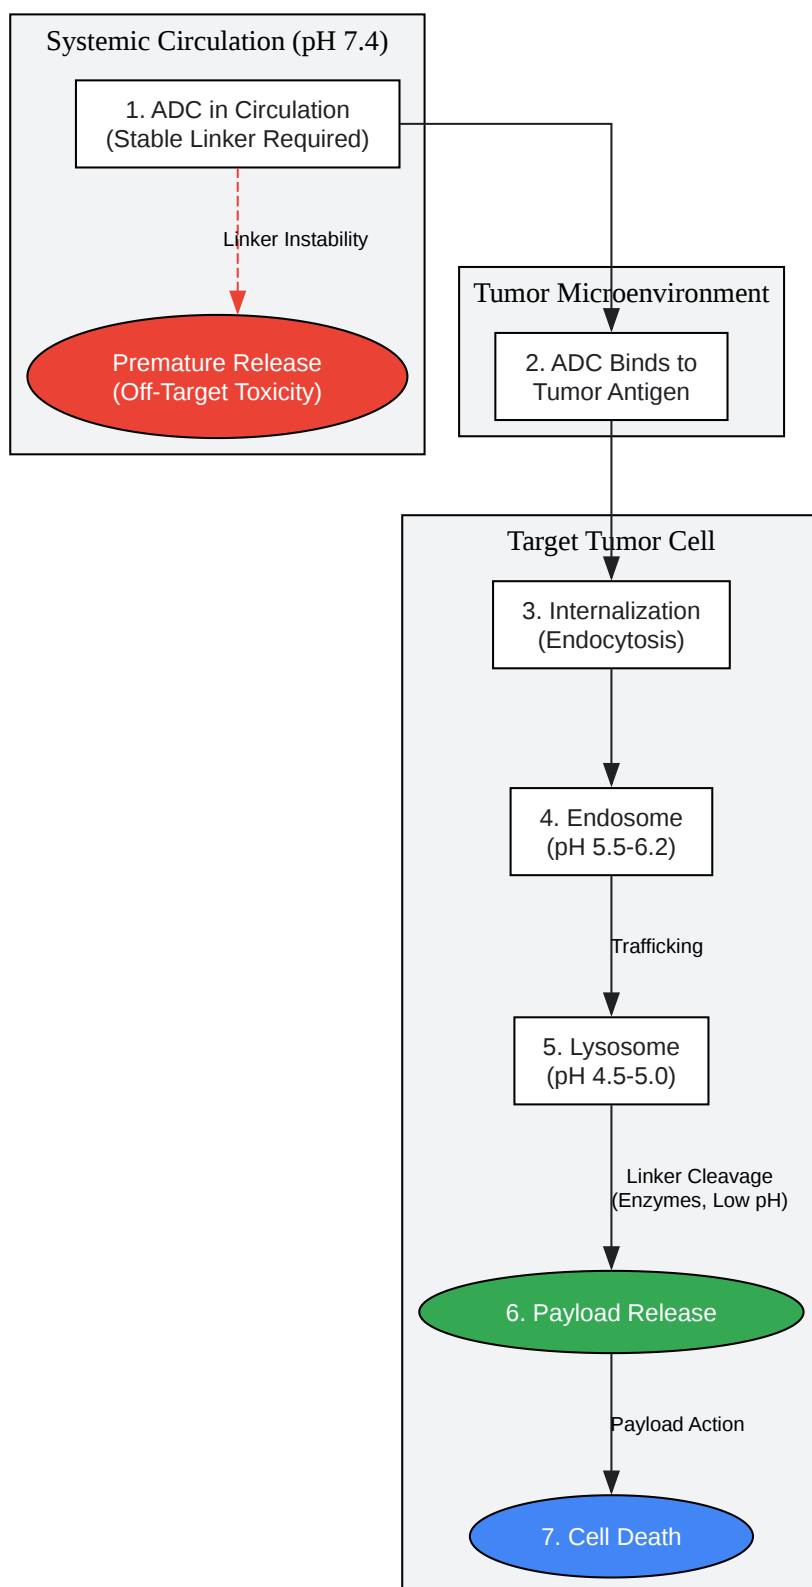 Systemic Circulation (pH 7.4)
1. ADC in Circulation
(Stable Linker Required)
Linker Instability
Premature Release
(Off-Target Toxicity)
Tumor Microenvironment
2. ADC Binds to
Tumor Antigen
Target Tumor Cell
3. Internalization
(Endocytosis)
4. Endosome
(pH 5.5-6.2)
Trafficking
5. Lysosome
(pH 4.5-5.0)
Linker Cleavage
(Enzymes, Low pH)
6. Payload Release
Payload Action
7. Cell Death